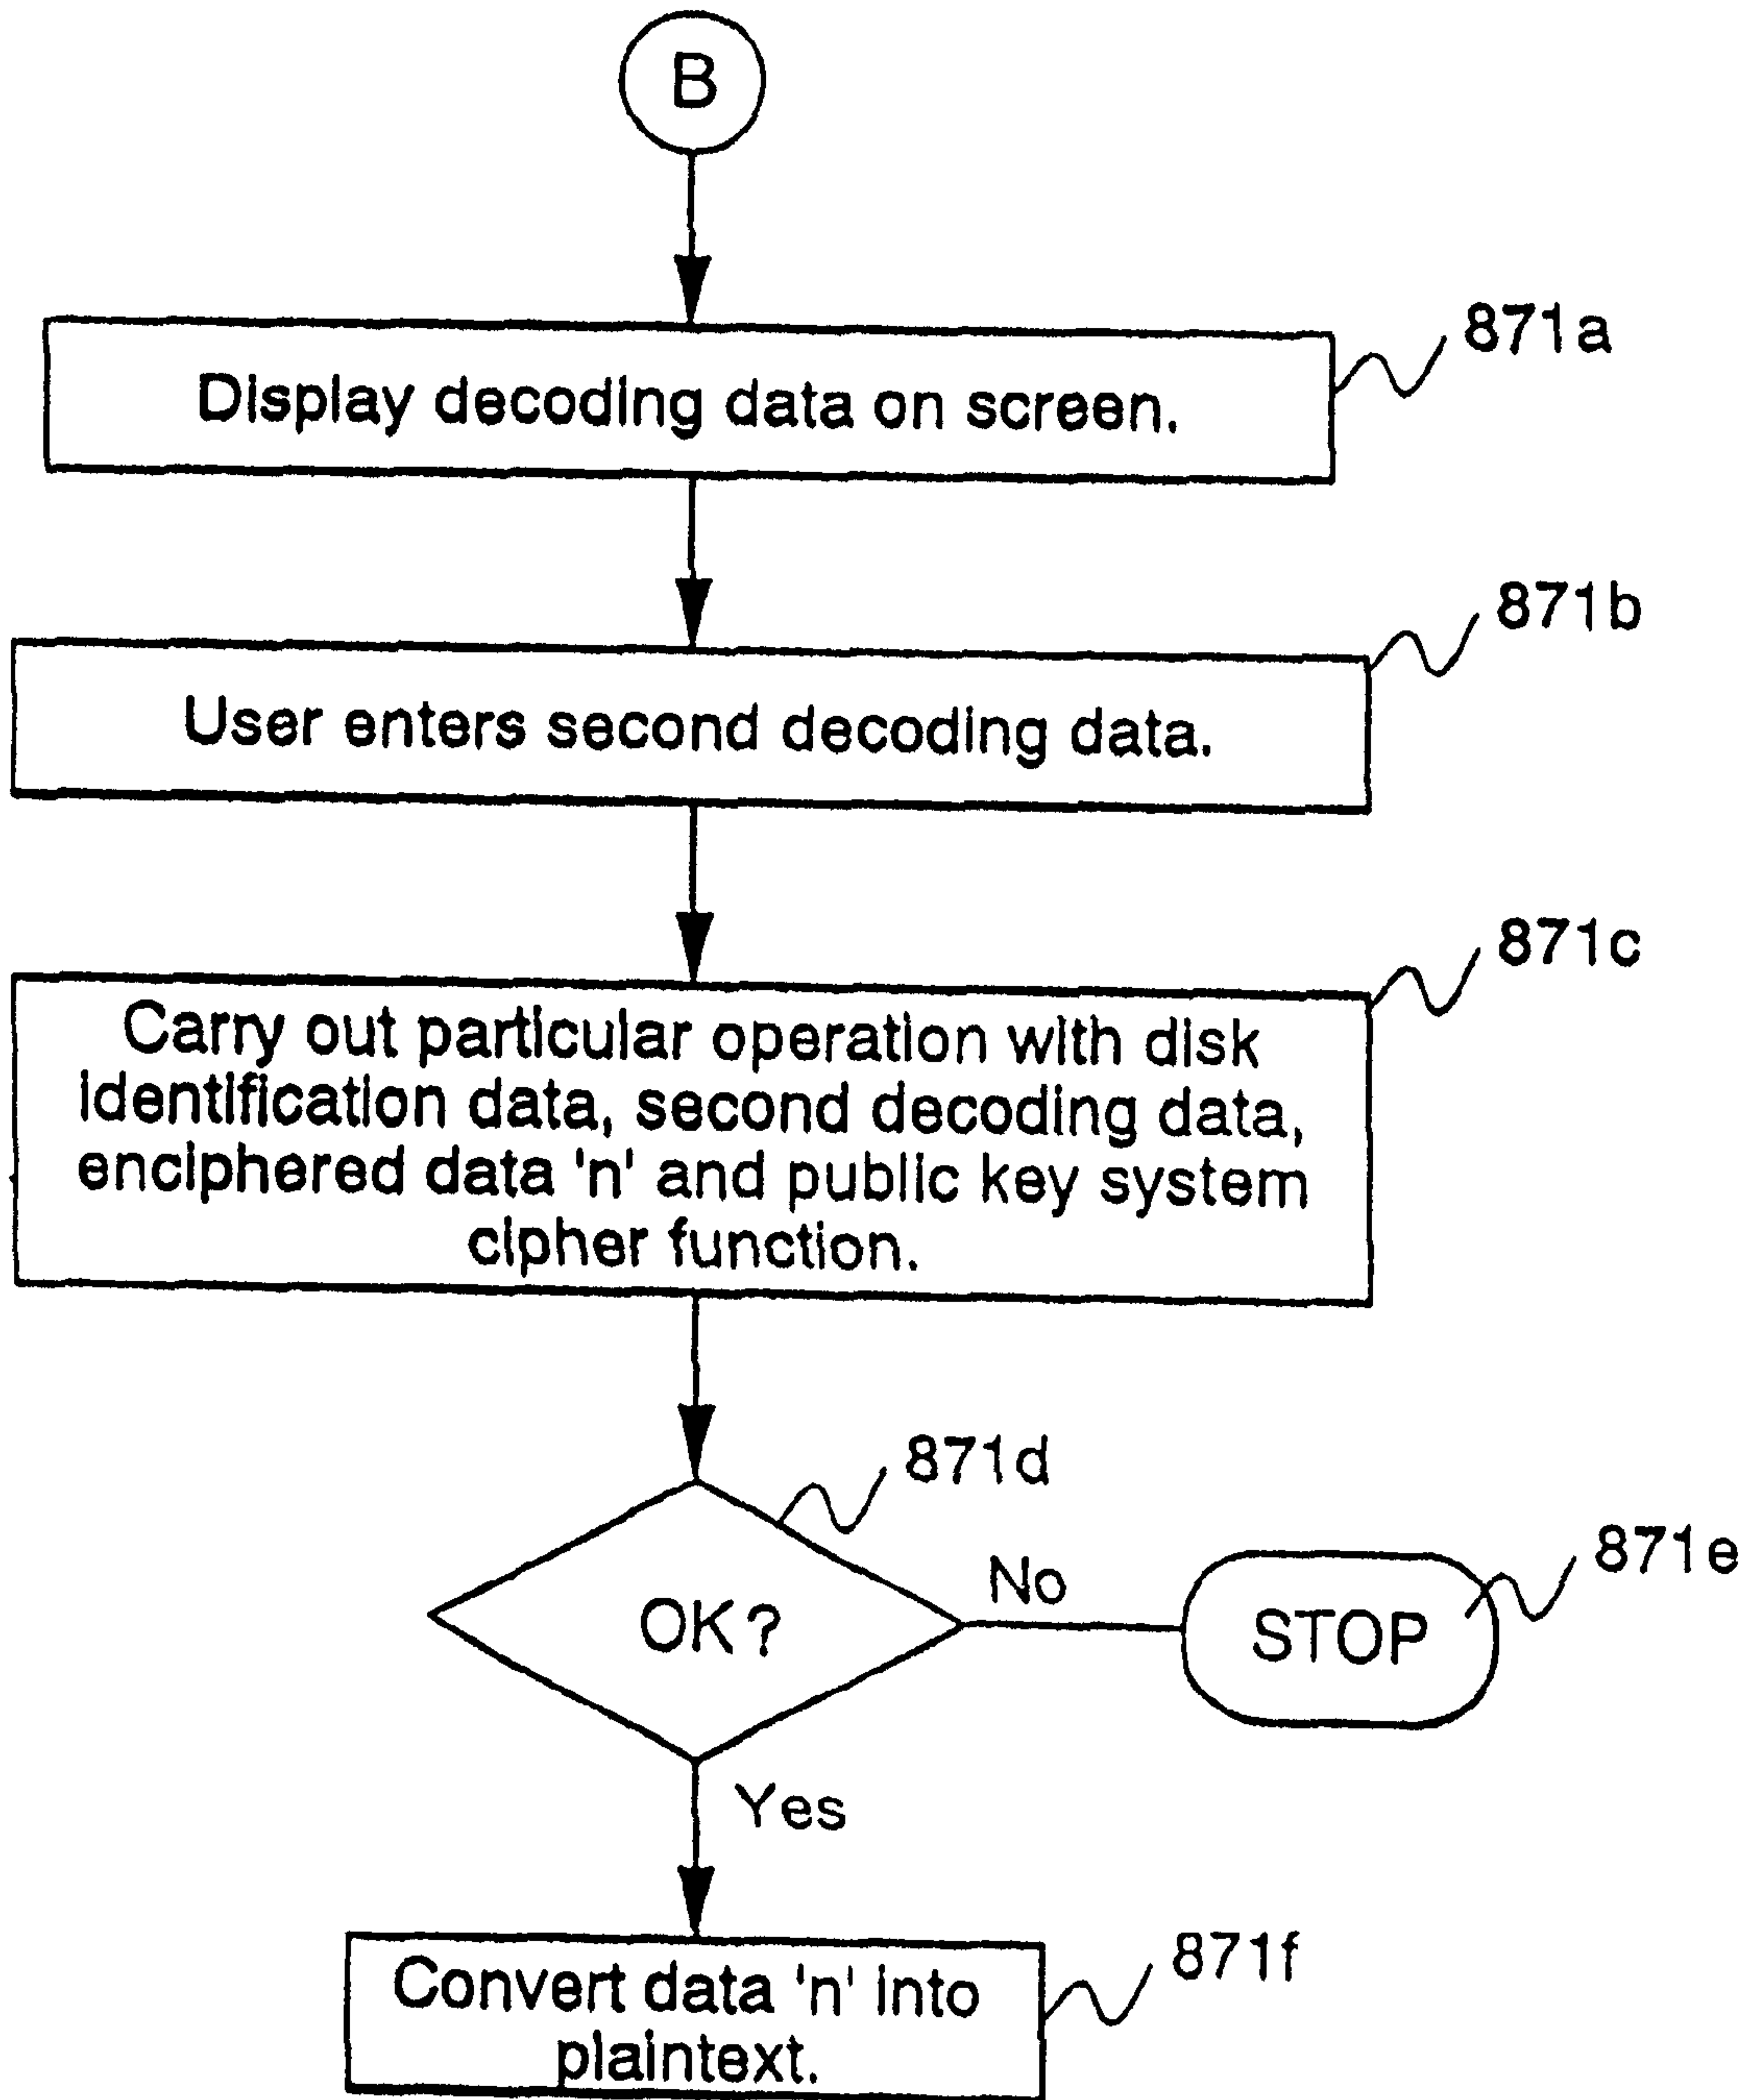 B
871a
Display decoding data on screen.
871b
User enters second decoding data.
871c
Carry out particular operation with disk
identification data, second decoding data,
enciphered data 'n' and public key system
cipher function.
871d
OK?
No
871e
STOP
Yes
871f
Convert data 'n' into
plaintext.